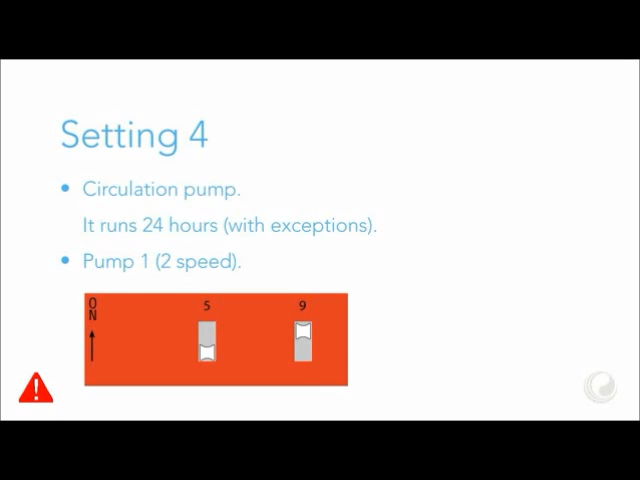 Setting 4
• Circulation pump.
It runs 24 hours (with exceptions).
• Pump 1 (2 speed).
ON 5 9
!